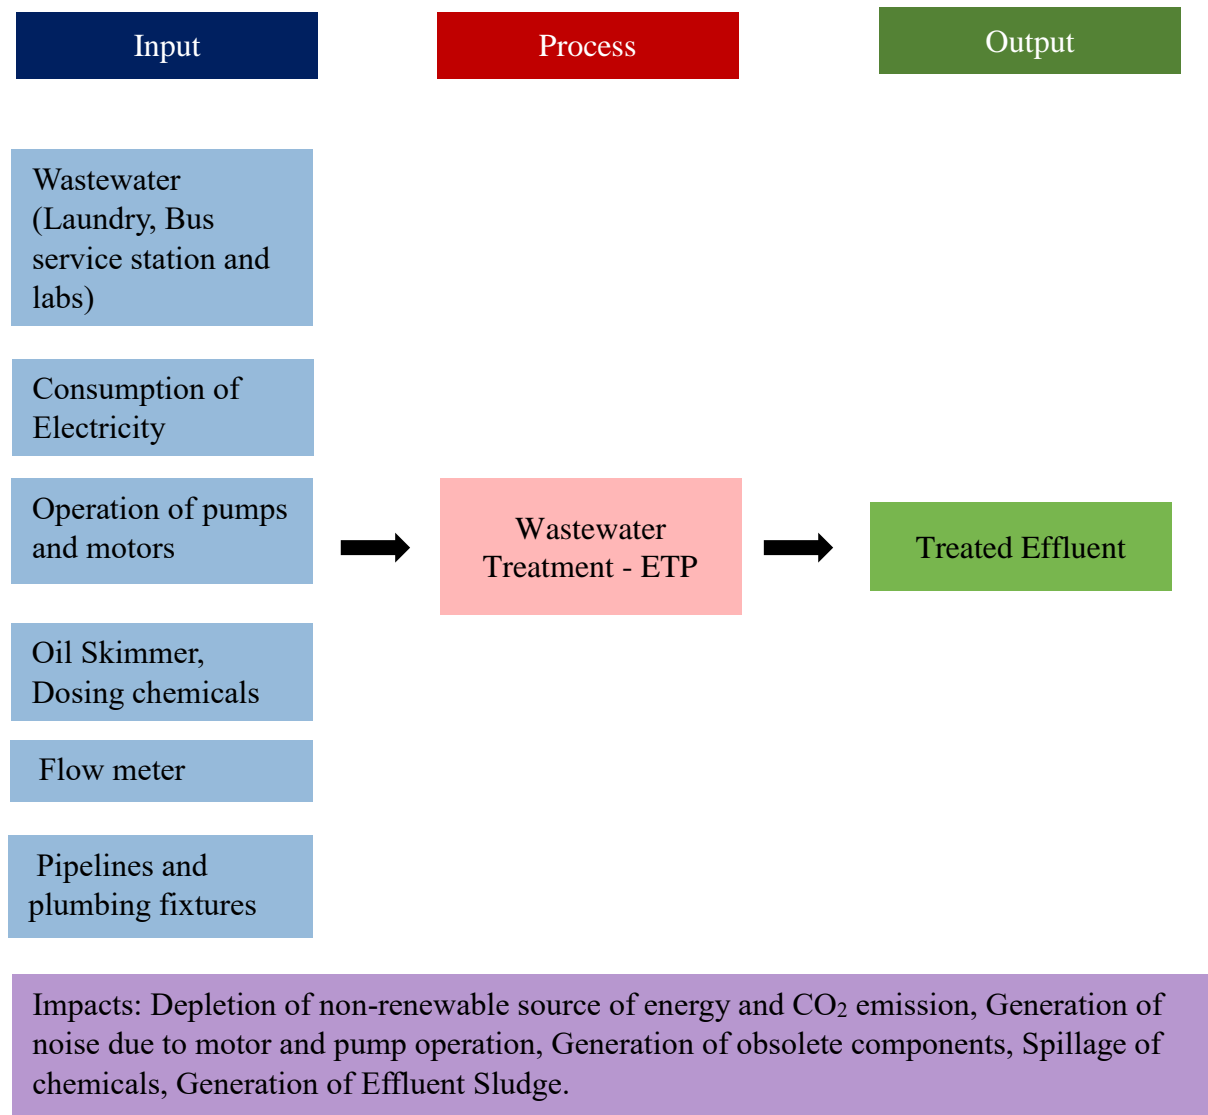 Input
Process
Output
Wastewater
(Laundry, Bus
service station and
labs)
Consumption of
Electricity
Operation of pumps
and motors
Oil Skimmer,
Dosing chemicals
Flow meter
Pipelines and
plumbing fixtures
Wastewater
Treatment - ETP
Treated Effluent
Impacts: Depletion of non-renewable source of energy and CO₂ emission, Generation of
noise due to motor and pump operation, Generation of obsolete components, Spillage of
chemicals, Generation of Effluent Sludge.